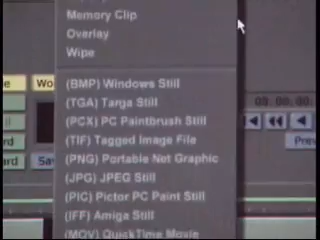 Memory Clip
Overlay
Wipe
(BMP) Windows Still
(TGA) Targa Still
(PCX) PC Paintbrush Still
(TIF) Tagged Image File
(PNG) Portable Net Graphic
(JPG) JPEG Still
(PIC) Pictor PC Paint Still
(IFF) Amiga Still
(MOV) QuickTime Movie